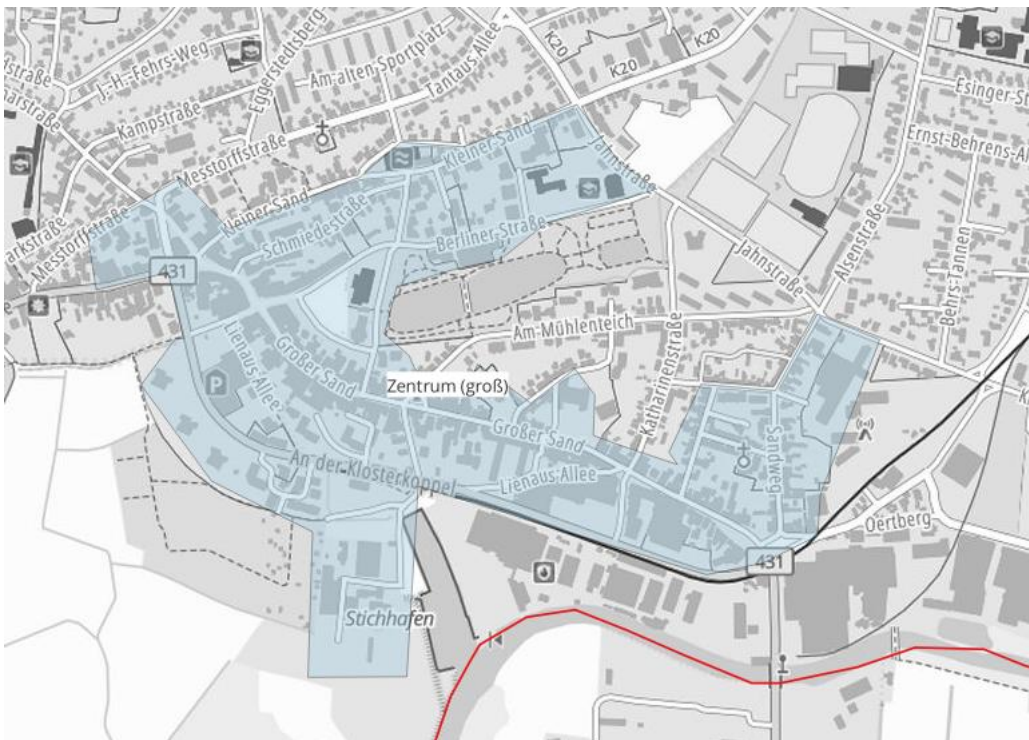 K20
K20
K20
J.-H.-Fehrs-Weg
Eggerstedtsberg
Am alten Sportplatz
Tantaus Allee
Esinger-S
Kampstraße
Messtorffstraße
Ernst-Behrens-A
Kleiner Sand
Jahnstraße
Messtorffstraße
Kleiner Sand
Schmiedestraße
Berliner Straße
Alsenstraße
Behrs-Tannen
arkstraße
431
Jahnstraße
Am Mühlenteich
Lienaus Allee
Großer Sand
Katharinenstraße
P
Zentrum (groß)
Großer Sand
Sandweg
An der Klosterkoppel
Lienaus Allee
Oertberg
431
Stichhafen